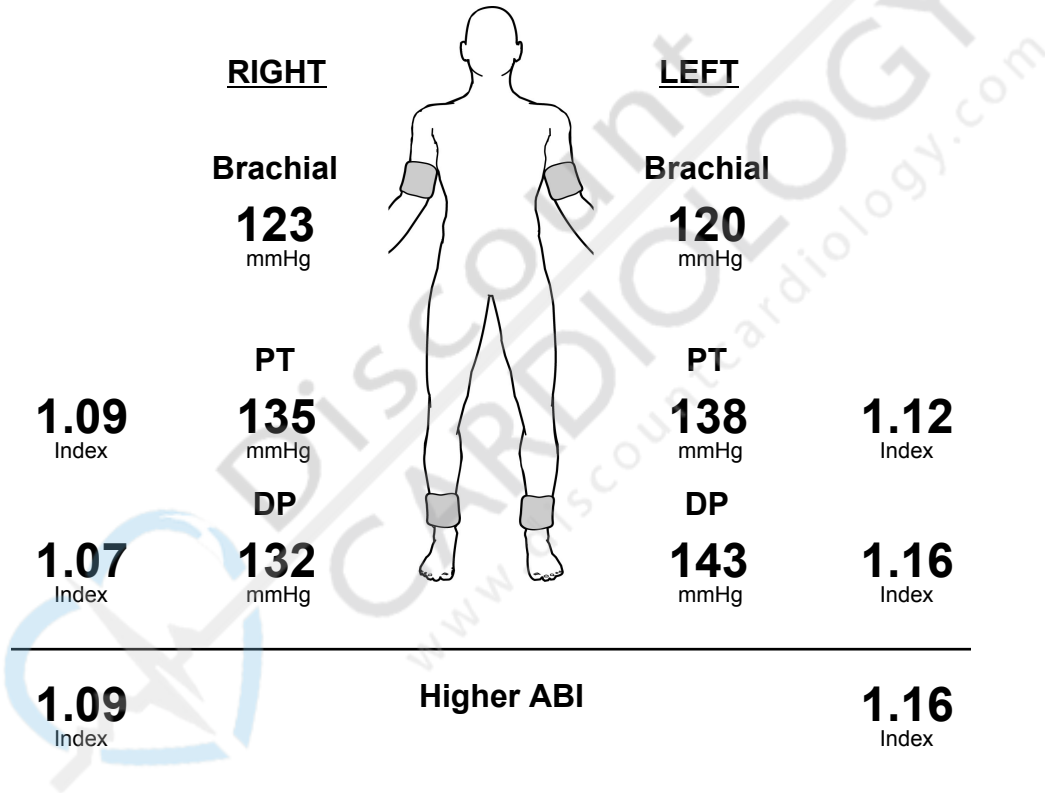 RIGHT LEFT
Brachial Brachial
123 120
mmHg mmHg
PT PT
1.09 135 138 1.12
Index mmHg mmHg Index
DP DP
1.07 132 143 1.16
Index mmHg mmHg Index
1.09 Higher ABI 1.16
Index Index
Discount
CARDIOLOGY
www.discountcardiology.com